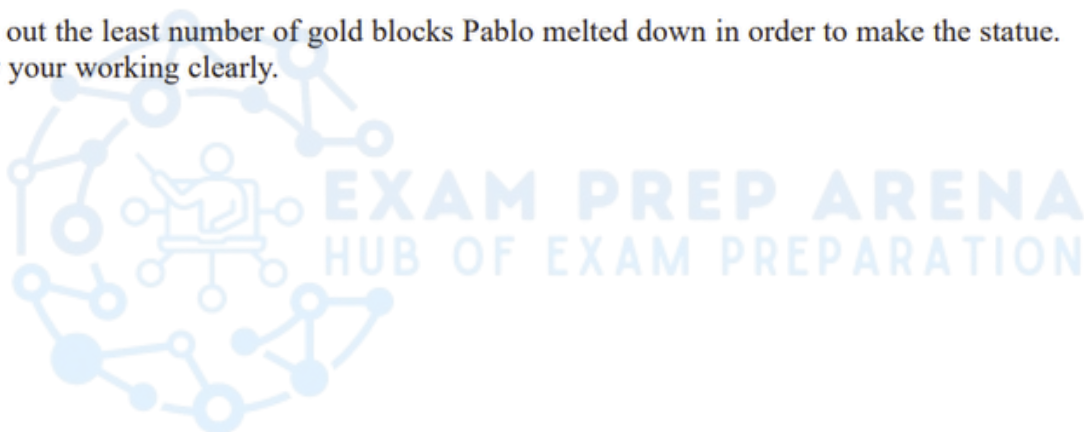 out the least number of gold blocks Pablo melted down in order to make the statue.
your working clearly.
EXAM PREP ARENA
HUB OF EXAM PREPARATION